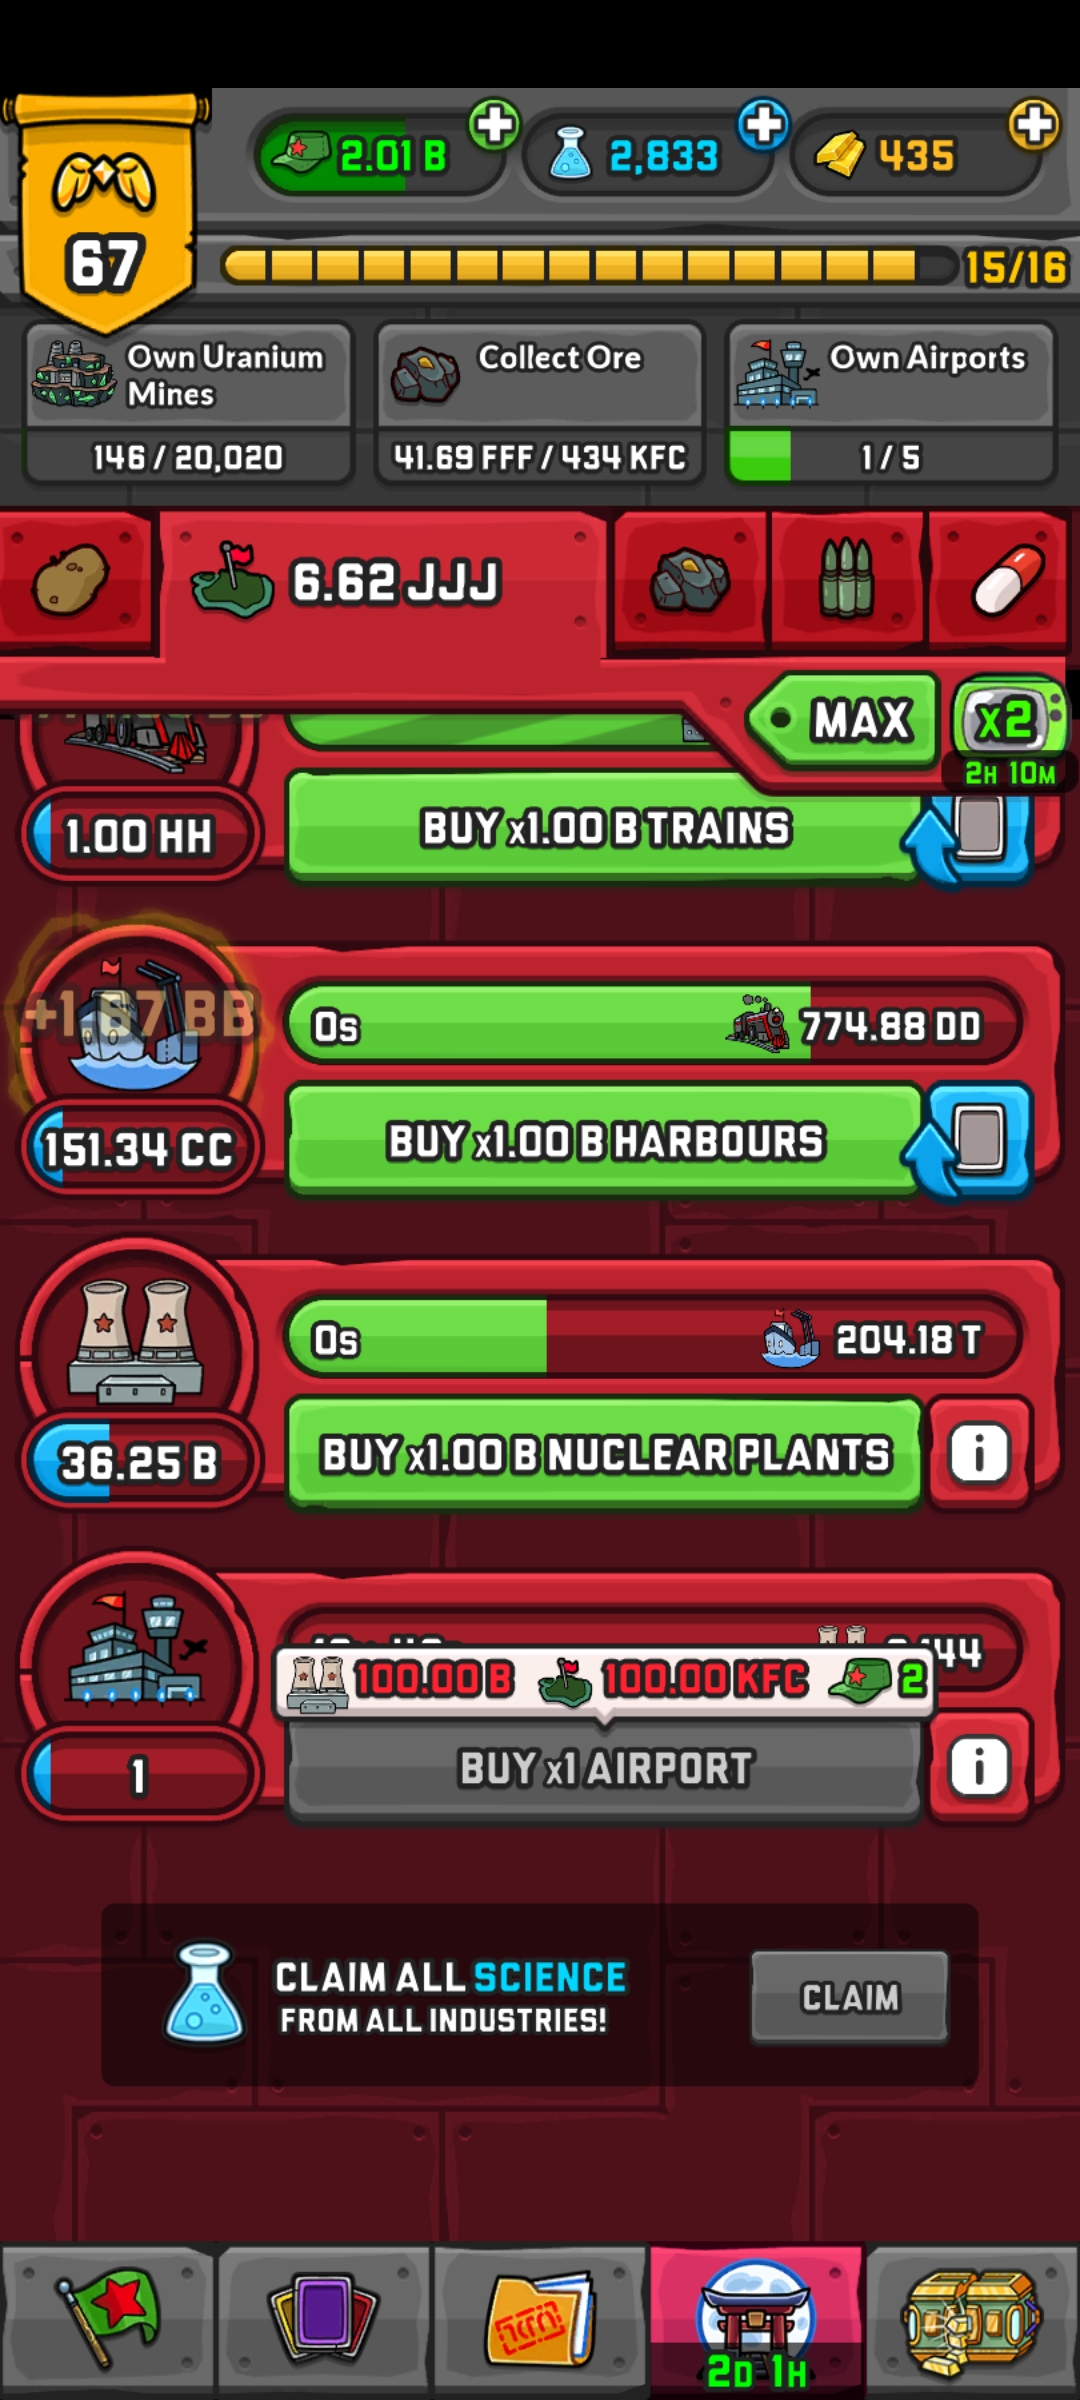 2.01 B
2,833
435
67
15/16
Own Uranium
Mines
Collect Ore
Own Airports
146 / 20,020
41.69 FFF / 434 KFC
1 / 5
6.62 JJJ
MAX
x2
2H 10M
1.00 HH
BUY x1.00 B TRAINS
+1.67 BB
0s
774.88 DD
151.34 CC
BUY x1.00 B HARBOURS
0s
204.18 T
36.25 B
BUY x1.00 B NUCLEAR PLANTS
i
100.00 B
100.00 KFC
2
1
BUY x1 AIRPORT
i
CLAIM ALL SCIENCE
FROM ALL INDUSTRIES!
CLAIM
2D 1H